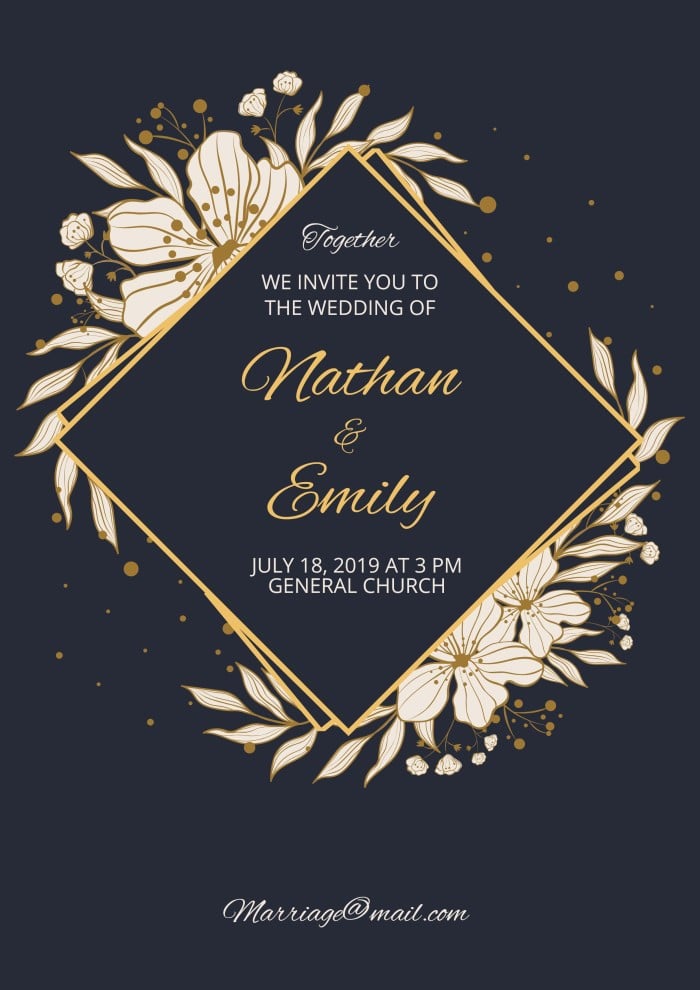 Together
WE INVITE YOU TO
THE WEDDING OF
Nathan
&
Emily
JULY 18, 2019 AT 3 PM
GENERAL CHURCH
Marriage@mail.com